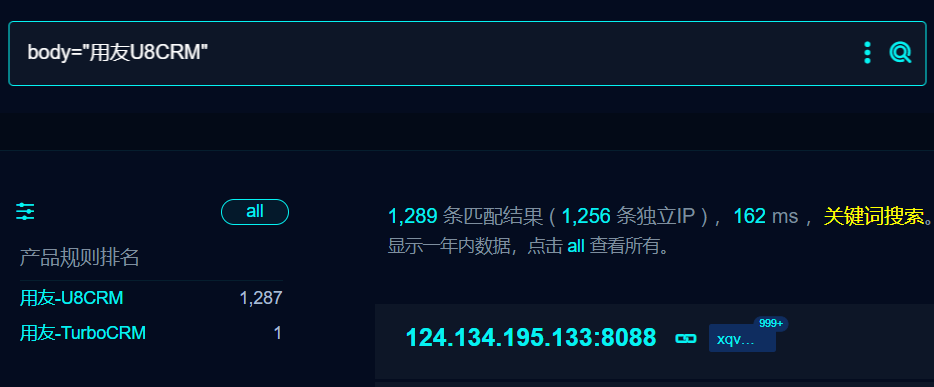 body="用友U8CRM"
all
1,289 条匹配结果 ( 1,256 条独立IP ) ，162 ms ，关键词搜索。
显示一年内数据，点击 all 查看所有。
产品规则排名
用友-U8CRM 1,287
用友-TurboCRM 1
999+
124.134.195.133:8088 xqv...